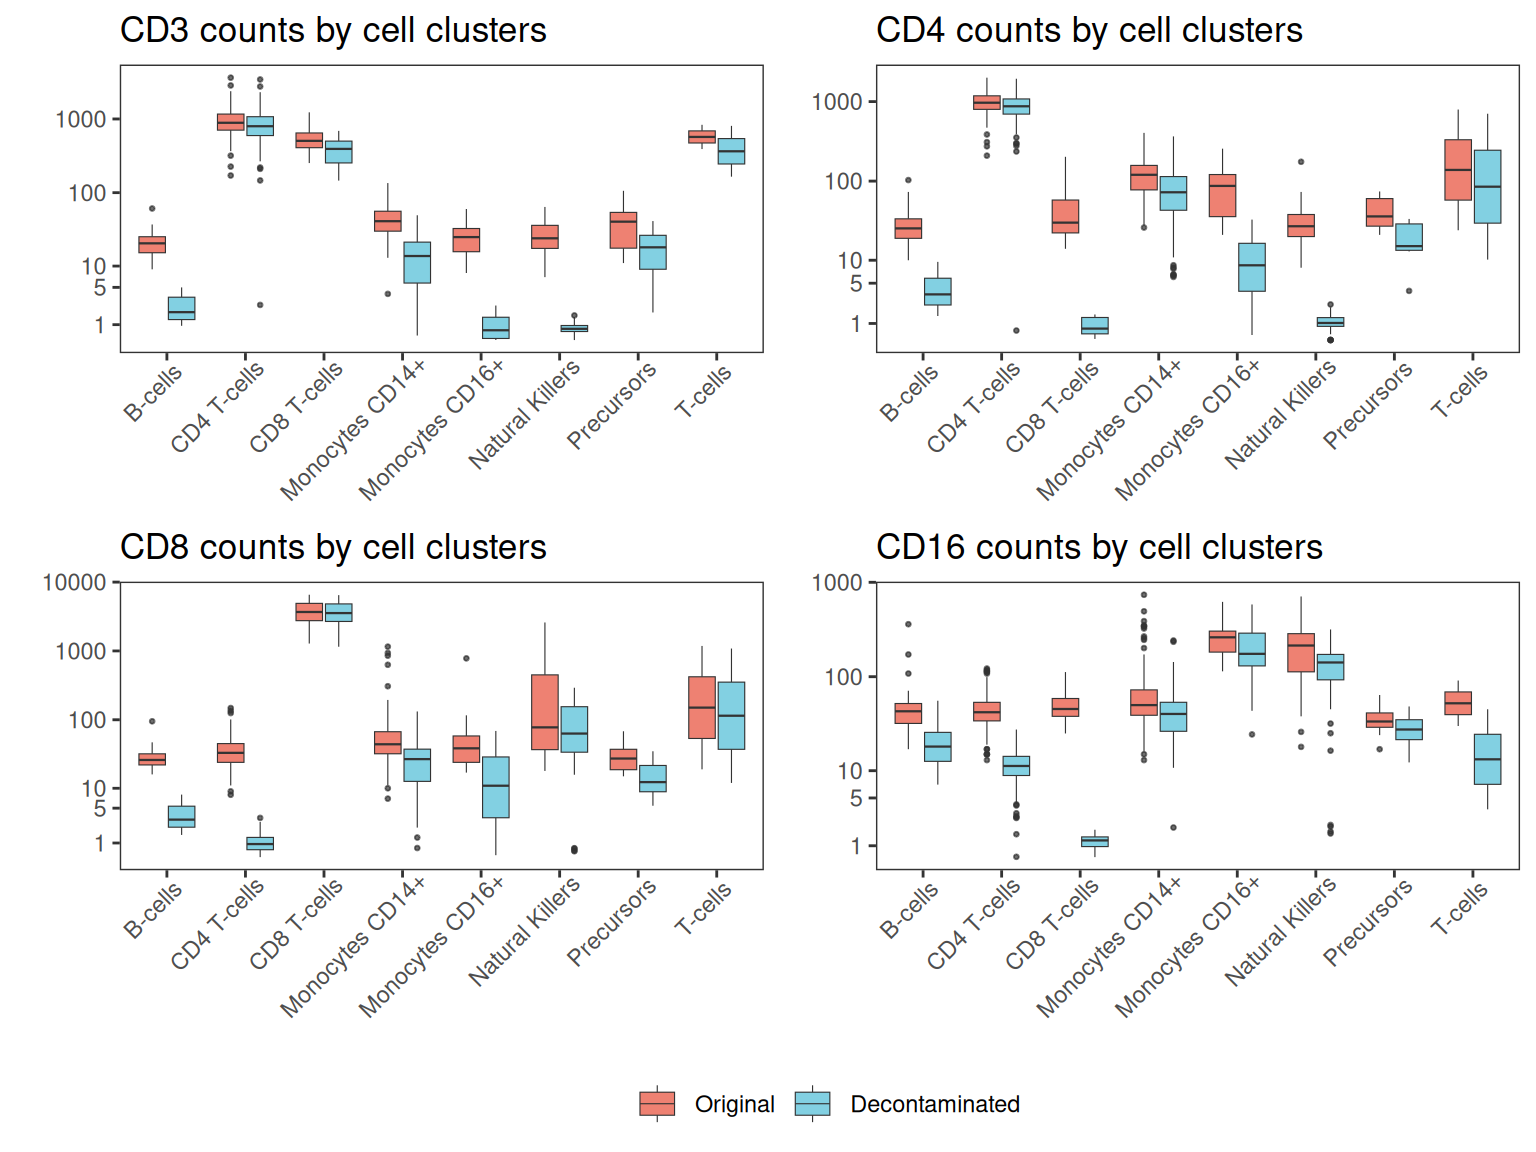 CD3 counts by cell clusters
1000
100
10
5
1
B-cells
CD4 T-cells
CD8 T-cells
Monocytes CD14+
Monocytes CD16+
Natural Killers
Precursors
T-cells
CD4 counts by cell clusters
1000
100
10
5
1
B-cells
CD4 T-cells
CD8 T-cells
Monocytes CD14+
Monocytes CD16+
Natural Killers
Precursors
T-cells
CD8 counts by cell clusters
10000
1000
100
10
5
1
B-cells
CD4 T-cells
CD8 T-cells
Monocytes CD14+
Monocytes CD16+
Natural Killers
Precursors
T-cells
CD16 counts by cell clusters
1000
100
10
5
1
B-cells
CD4 T-cells
CD8 T-cells
Monocytes CD14+
Monocytes CD16+
Natural Killers
Precursors
T-cells
Original
Decontaminated